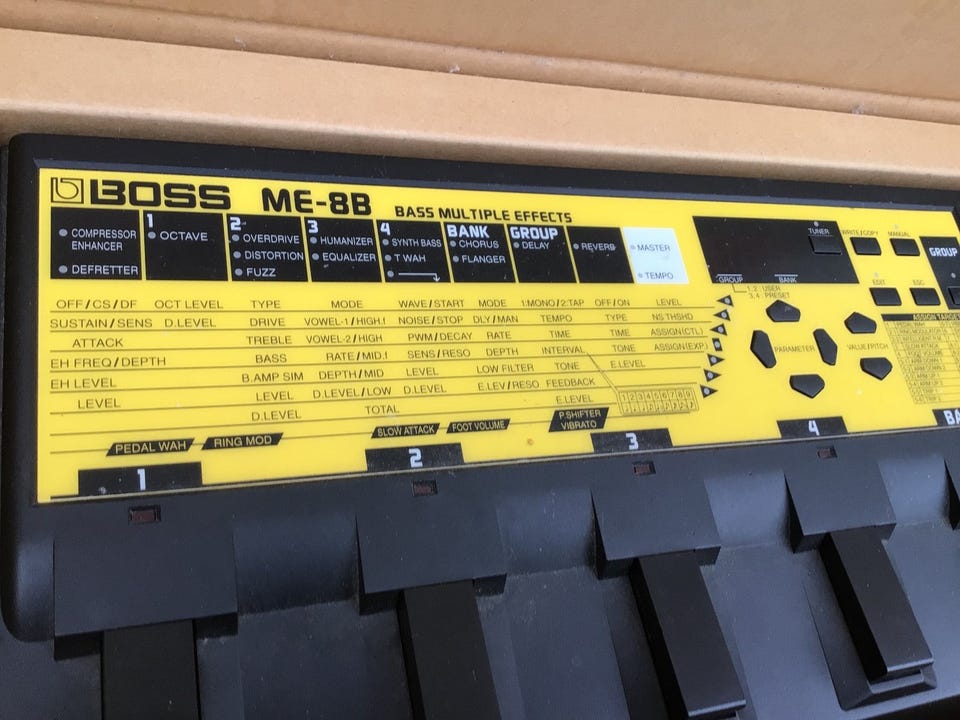 BOSS ME-8B BASS MULTIPLE EFFECTS
COMPRESSOR
ENHANCER
DEFRETTER
1
OCTAVE
2
OVERDRIVE
DISTORTION
FUZZ
3
HUMANIZER
EQUALIZER
4
SYNTH BASS
T WAH
BANK
CHORUS
FLANGER
GROUP
DELAY
REVERB
MASTER
TEMPO
TUNER
WRITE/COPY
MANUAL
GROUP
BANK
1, 2 : USER
3, 4 : PRESET
EDIT
ESC
GROUP
PARAMETER
VALUE/PITCH
OFF/CS/DF OCT LEVEL TYPE MODE WAVE/START MODE 1:MONO/2:TAP OFF/ON LEVEL
SUSTAIN/SENS D.LEVEL DRIVE VOWEL-1/HIGH.f NOISE/STOP DLY/MAN TEMPO TYPE NS THSHD
ATTACK TREBLE VOWEL-2/HIGH PWM/DECAY RATE TIME TIME ASSIGN(CTL)
EH FREQ/DEPTH BASS RATE/MID.f SENS/RESO DEPTH INTERVAL TONE ASSIGN(EXP)
EH LEVEL B.AMP SIM DEPTH/MID LEVEL LOW FILTER TONE E.LEVEL
LEVEL LEVEL D.LEVEL/LOW D.LEVEL E.LEV/RESO FEEDBACK
D.LEVEL TOTAL E.LEVEL
1 2 3 4 5 6 7 8 9
PEDAL WAH
RING MOD
SLOW ATTACK
FOOT VOLUME
P.SHIFTER
VIBRATO
ASSIGN TARGET
PEDAL WAH
RING MODULATOR
1
2
3
4
BA